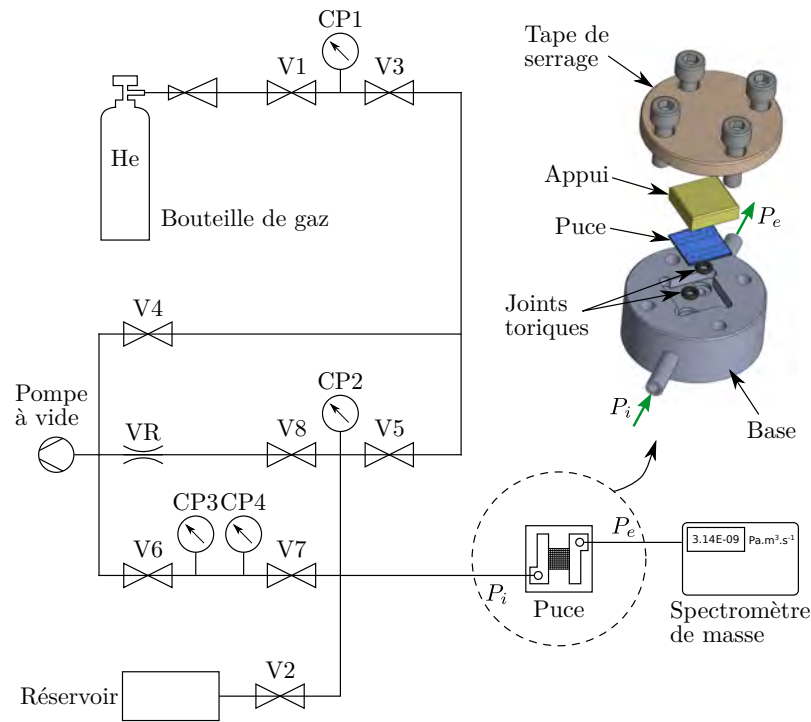 CP1
V1
V3
He
Bouteille de gaz
Tape de
serrage
Appui
Puce
P_e
Joints
toriques
P_i
Base
V4
CP2
Pompe
à vide
VR
V8
V5
CP3
CP4
V6
V7
P_i
P_e
Puce
3.14E-09 Pa.m³.s⁻¹
Spectromètre
de masse
V2
Réservoir